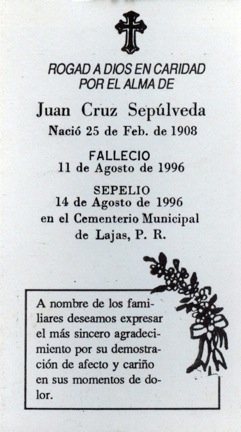 ROGAD A DIOS EN CARIDAD
POR EL ALMA DE
Juan Cruz Sepúlveda
Nació 25 de Feb. de 1908
FALLECIO
11 de Agosto de 1996
SEPELIO
14 de Agosto de 1996
en el Cementerio Municipal
de Lajas, P. R.
A nombre de los fami-
liares deseamos expresar
el más sincero agradeci-
miento por su demostra-
ción de afecto y cariño
en sus momentos de do-
lor.